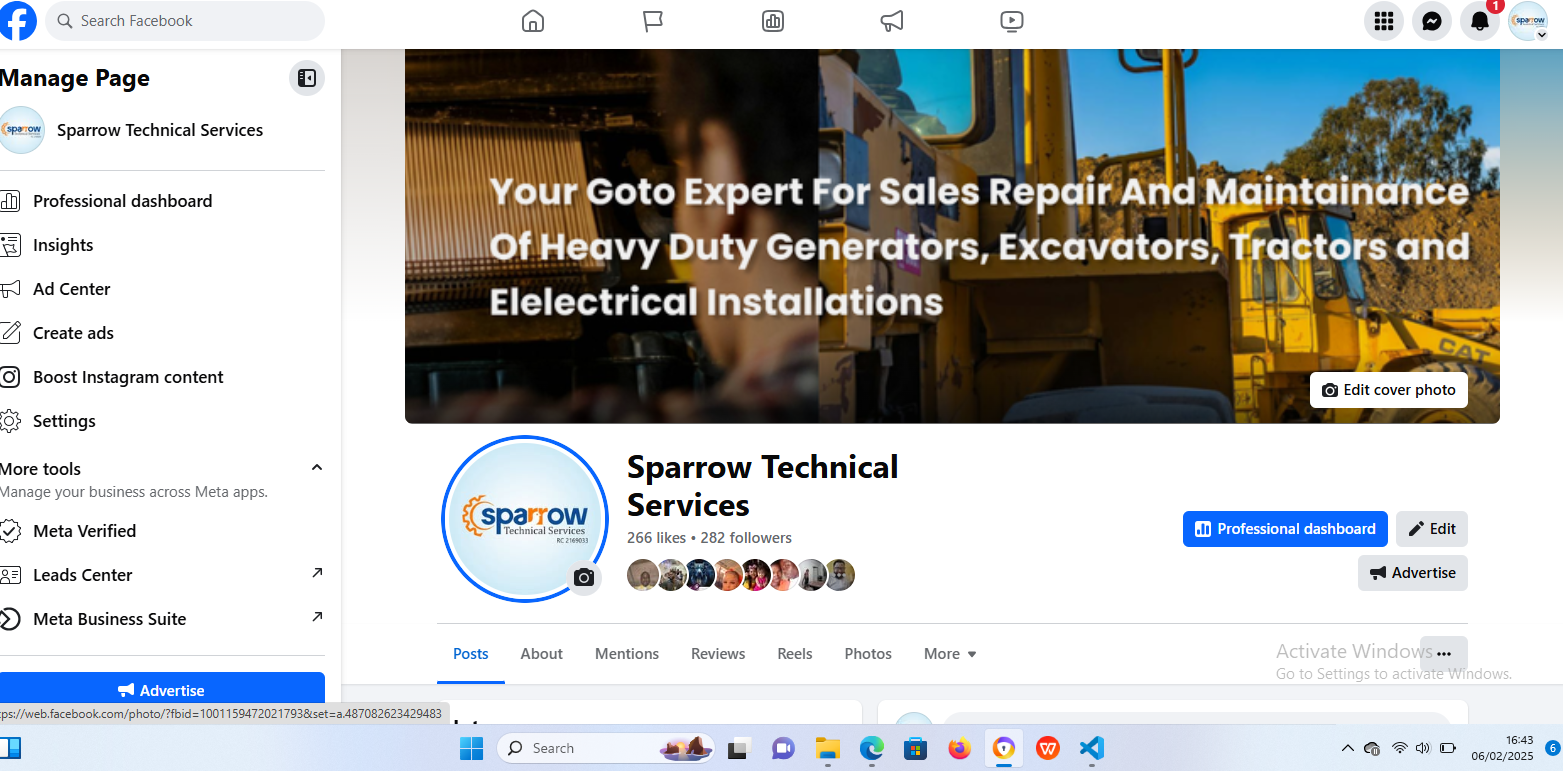 Search Facebook
1
Manage Page
Sparrow Technical Services
Professional dashboard
Insights
Ad Center
Create ads
Boost Instagram content
Settings
More tools
Manage your business across Meta apps.
Meta Verified
Leads Center
Meta Business Suite
Advertise
Your Goto Expert For Sales Repair And Maintainance
Of Heavy Duty Generators, Excavators, Tractors and
Elelectrical Installations
CAT
Edit cover photo
sparrow
Technical Services
RC 2169033
Sparrow Technical
Services
266 likes • 282 followers
Professional dashboard
Edit
Advertise
Posts
About
Mentions
Reviews
Reels
Photos
More
Activate Windows
Go to Settings to activate Windows.
tps://web.facebook.com/photo/?fbid=1001159472021793&set=a.487082623429483
Search
16:43
06/02/2025
6